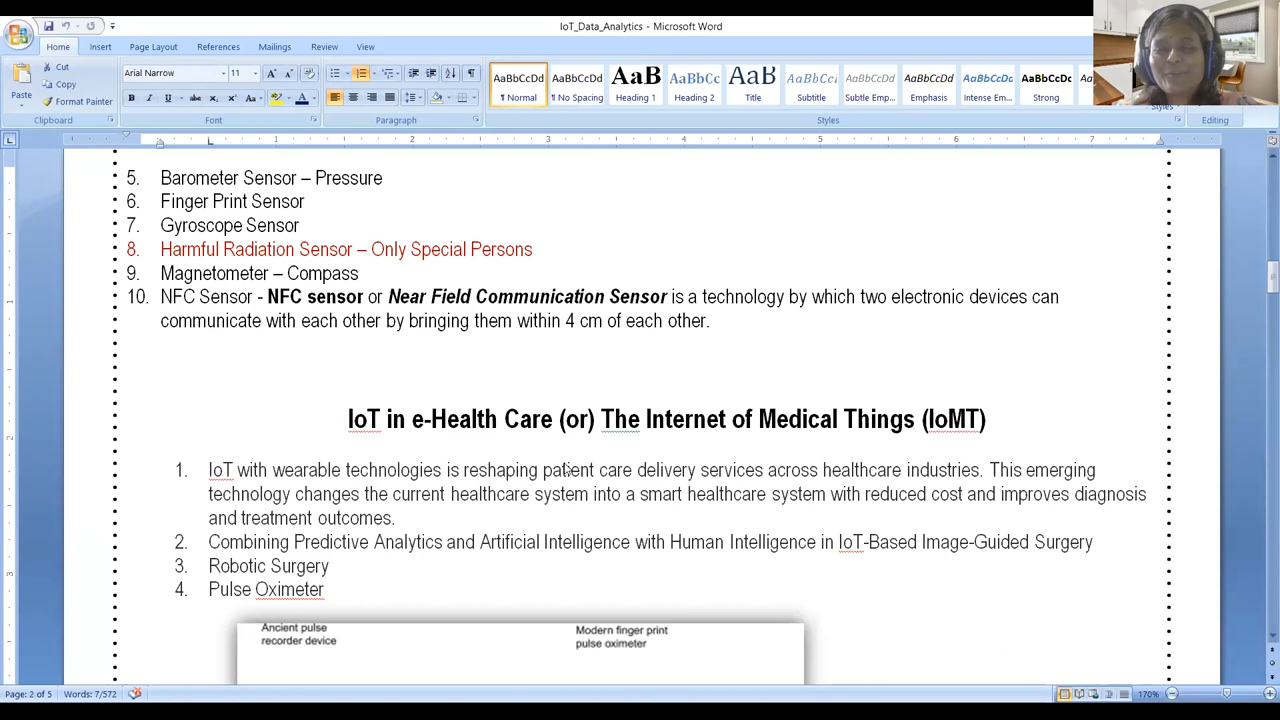 IoT_Data_Analytics - Microsoft Word
Home Insert Page Layout References Mailings Review View
Cut
Copy
Format Painter
Paste
Clipboard
Arial Narrow 11
Font
Paragraph
AaBbCcDd AaBbCcDd AaB AaBbCc AaB AaBbCcI AaBbCcDd AaBbCcDd AaBbCcDd AaBbCcDd
¶ Normal ¶ No Spacing Heading 1 Heading 2 Title Subtitle Subtle Emp... Emphasis Intense Em... Strong
Styles
Editing
1 2 3 4 5 6 7
5. Barometer Sensor – Pressure
6. Finger Print Sensor
7. Gyroscope Sensor
8. Harmful Radiation Sensor – Only Special Persons
9. Magnetometer – Compass
10. NFC Sensor - NFC sensor or Near Field Communication Sensor is a technology by which two electronic devices can
communicate with each other by bringing them within 4 cm of each other.
IoT in e-Health Care (or) The Internet of Medical Things (IoMT)
1. IoT with wearable technologies is reshaping patient care delivery services across healthcare industries. This emerging
technology changes the current healthcare system into a smart healthcare system with reduced cost and improves diagnosis
and treatment outcomes.
2. Combining Predictive Analytics and Artificial Intelligence with Human Intelligence in IoT-Based Image-Guided Surgery
3. Robotic Surgery
4. Pulse Oximeter
Ancient pulse
recorder device
Modern finger print
pulse oximeter
Page: 2 of 5 Words: 7/572 170%